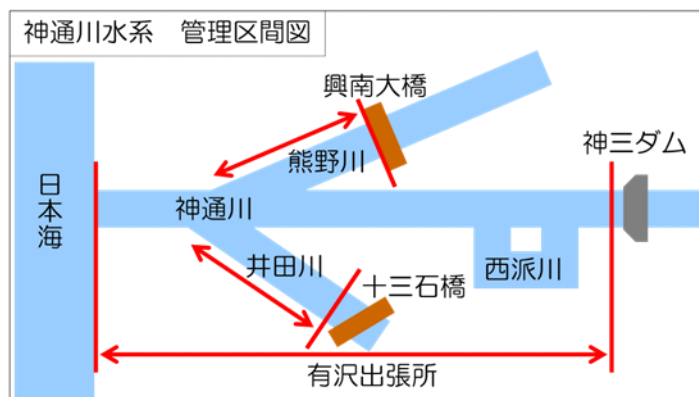 神通川水系　管理区間図
興南大橋
神三ダム
熊野川
日本海
神通川
井田川
西派川
十三石橋
有沢出張所